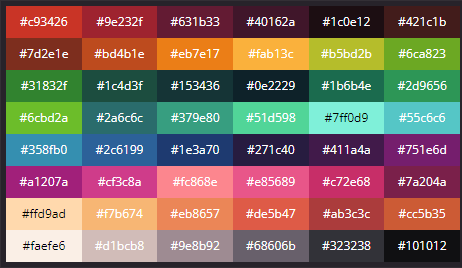 #c93426 #9e232f #631b33 #40162a #1c0e12 #421c1b
#7d2e1e #bd4b1e #eb7e17 #fab13c #b5bd2b #6ca823
#31832f #1c4d3f #153436 #0e2229 #1b6b4e #2d9656
#6cbd2a #2a6c6c #379e80 #51d598 #7ff0d9 #55c6c6
#358fb0 #2c6199 #1e3a70 #271c40 #411a4a #751e6d
#a1207a #cf3c8a #fc868e #e85689 #c72e68 #7a204a
#ffd9ad #f7b674 #eb8657 #de5b47 #ab3c3c #cc5b35
#faefe6 #d1bcb8 #9e8b92 #68606b #323238 #101012